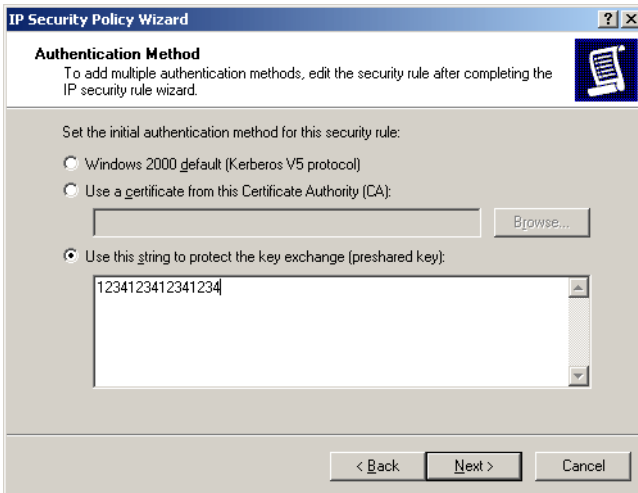 IP Security Policy Wizard
Authentication Method
To add multiple authentication methods, edit the security rule after completing the
IP security rule wizard.
Set the initial authentication method for this security rule:
Windows 2000 default (Kerberos V5 protocol)
Use a certificate from this Certificate Authority (CA):
Browse...
Use this string to protect the key exchange (preshared key):
1234123412341234
< Back Next > Cancel